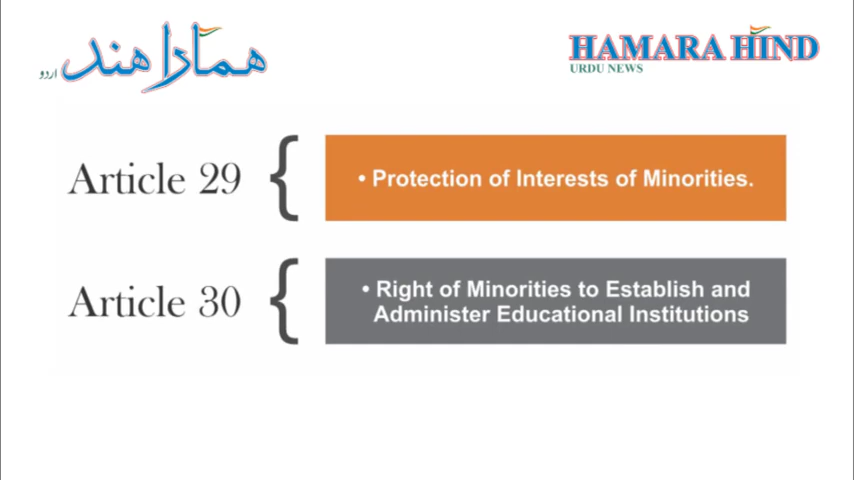 ہمارا ہند
اردو
HAMARA HIND
URDU NEWS
Article 29
{
• Protection of Interests of Minorities.
Article 30
{
• Right of Minorities to Establish and
Administer Educational Institutions